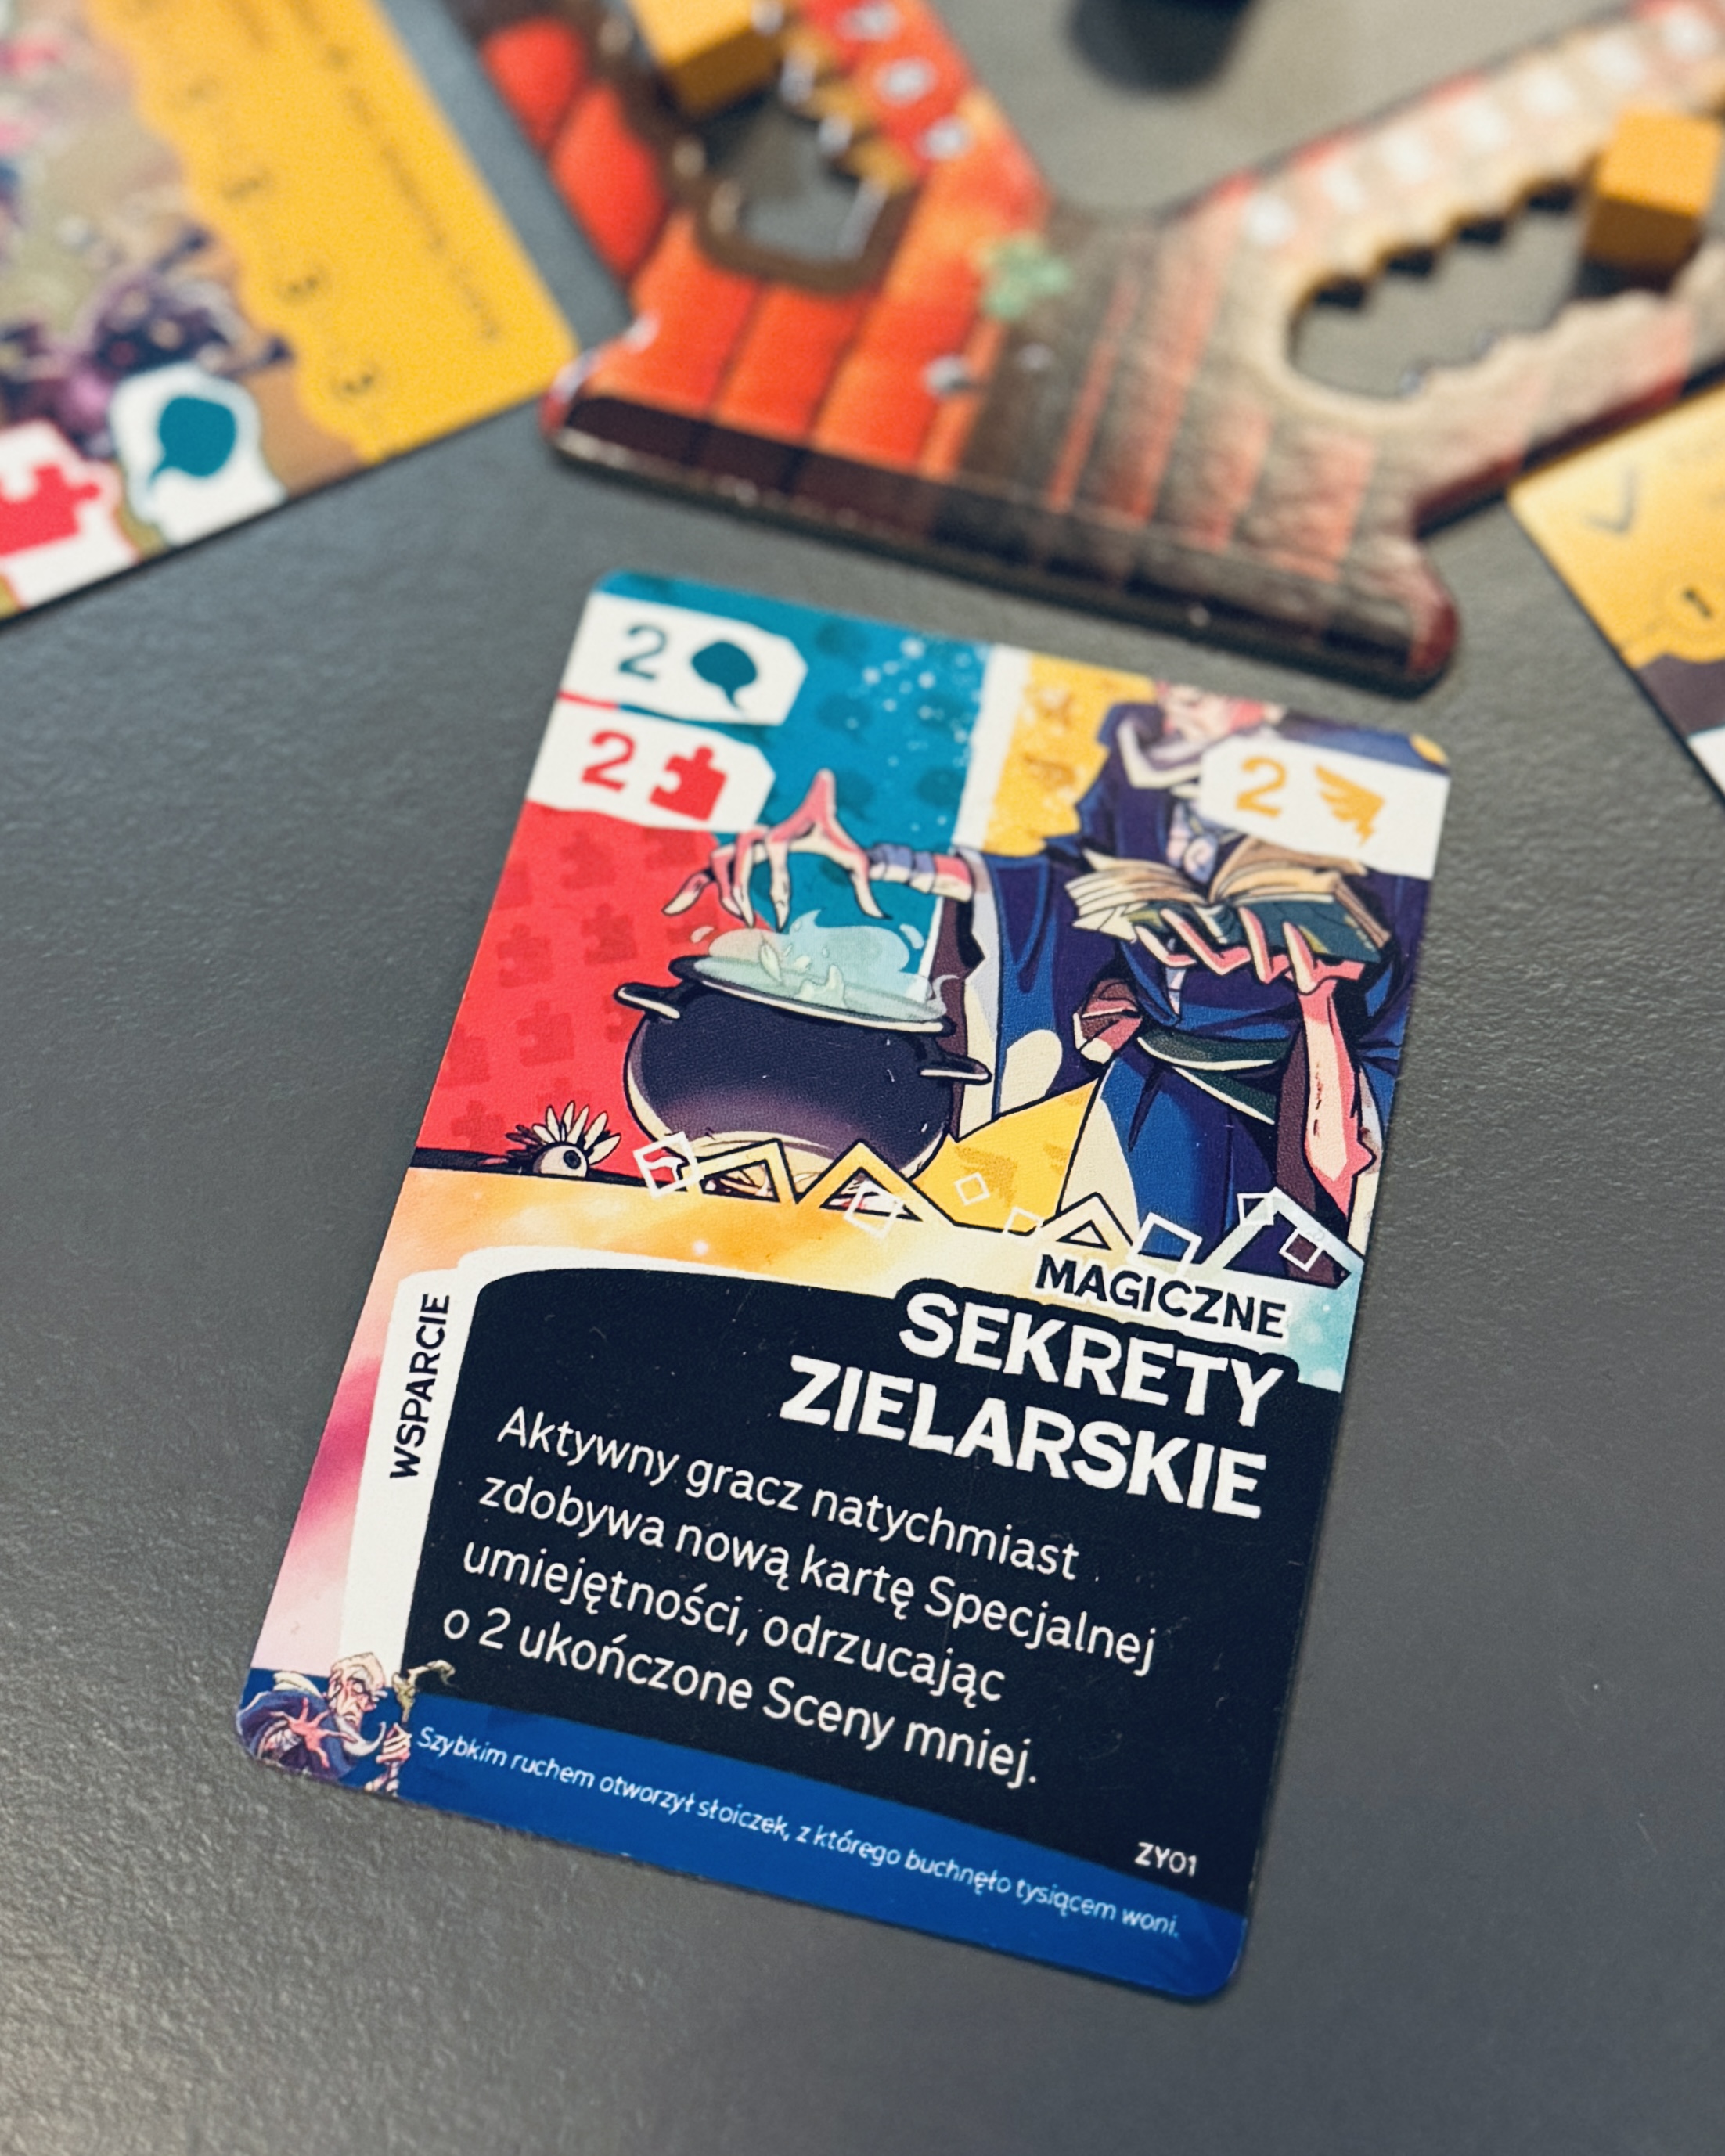 2
2
2
MAGICZNE
SEKRETY
ZIELARSKIE
WSPARCIE
Aktywny gracz natychmiast
zdobywa nową kartę Specjalnej
umiejętności, odrzucając
o 2 ukończone Sceny mniej.
ZY01
Szybkim ruchem otworzył słoiczek, z którego buchnęło tysiącem woni.
1